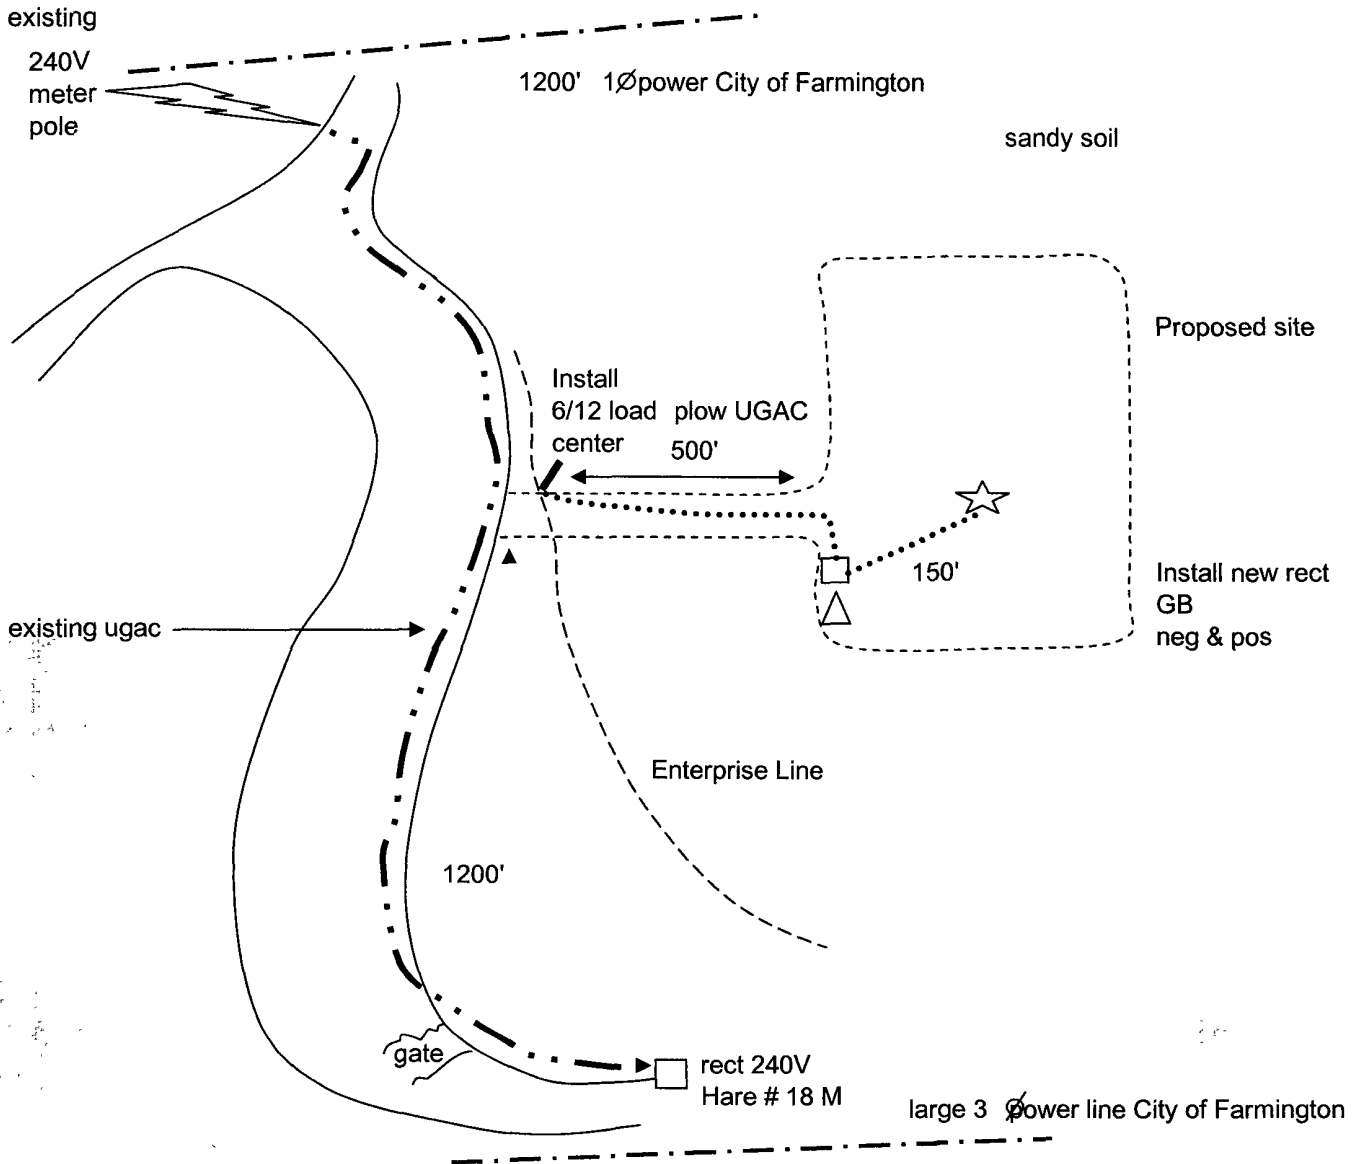 existing
240V
meter
pole
1200' 1Ø power City of Farmington
sandy soil
Proposed site
Install
6/12 load plow UGAC
center 500'
150'
Install new rect
GB
neg & pos
existing ugac
Enterprise Line
1200'
gate
rect 240V
Hare # 18 M
large 3 Ø power line City of Farmington